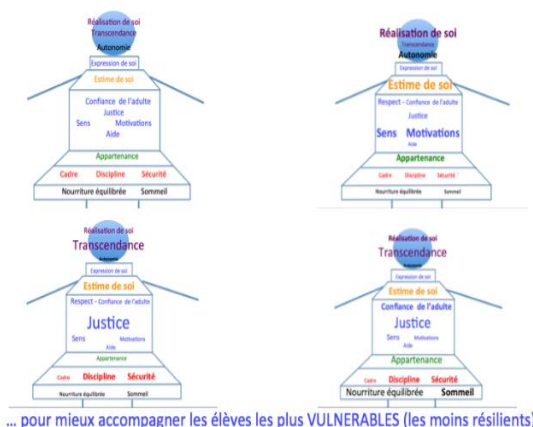 Réalisation de soi
Transcendance
Autonomie
Expression de soi
Estime de soi
Confiance de l'adulte
Justice
Sens Motivations
Aide
Appartenance
Cadre Discipline Sécurité
Nourriture équilibrée Sommeil
Réalisation de soi
Transcendance
Autonomie
Expression de soi
Estime de soi
Respect - Confiance de l'adulte
Justice
Sens Motivations
Aide
Appartenance
Cadre Discipline Sécurité
Nourriture équilibrée Sommeil
Réalisation de soi
Transcendance
Autonomie
Expression de soi
Estime de soi
Respect - Confiance de l'adulte
Justice
Sens Motivations
Aide
Appartenance
Cadre Discipline Sécurité
Nourriture équilibrée Sommeil
Réalisation de soi
Transcendance
Autonomie
Expression de soi
Estime de soi
Confiance de l'adulte
Justice
Sens Motivations
Aide
Appartenance
Cadre Discipline Sécurité
Nourriture équilibrée Sommeil
... pour mieux accompagner les élèves les plus VULNERABLES (les moins résilients)